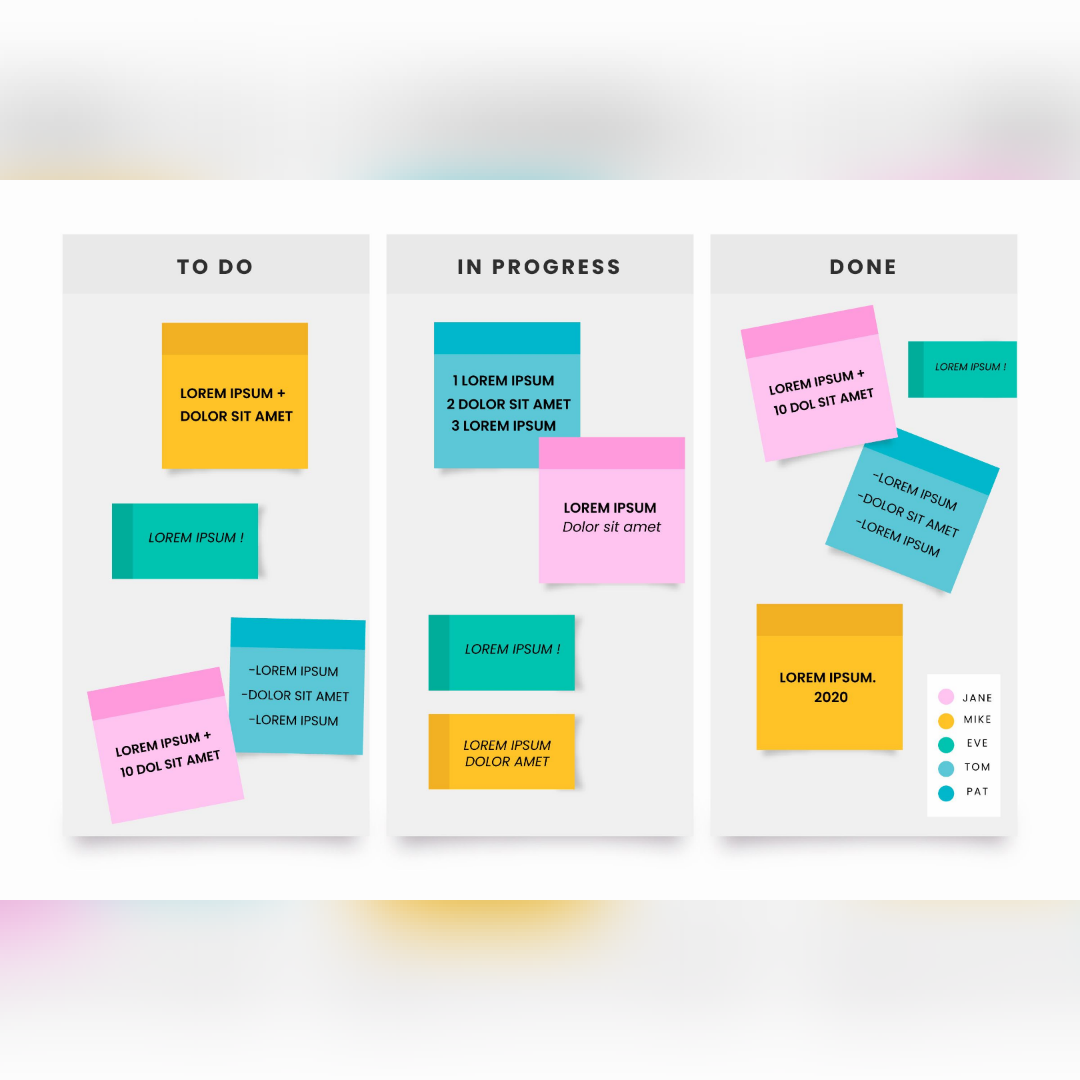 TO DO
LOREM IPSUM +
DOLOR SIT AMET
LOREM IPSUM !
-LOREM IPSUM
-DOLOR SIT AMET
-LOREM IPSUM
LOREM IPSUM +
10 DOL SIT AMET
IN PROGRESS
1 LOREM IPSUM
2 DOLOR SIT AMET
3 LOREM IPSUM
LOREM IPSUM
Dolor sit amet
LOREM IPSUM !
LOREM IPSUM
DOLOR AMET
DONE
LOREM IPSUM +
10 DOL SIT AMET
LOREM IPSUM !
-LOREM IPSUM
-DOLOR SIT AMET
-LOREM IPSUM
LOREM IPSUM.
2020
JANE
MIKE
EVE
TOM
PAT